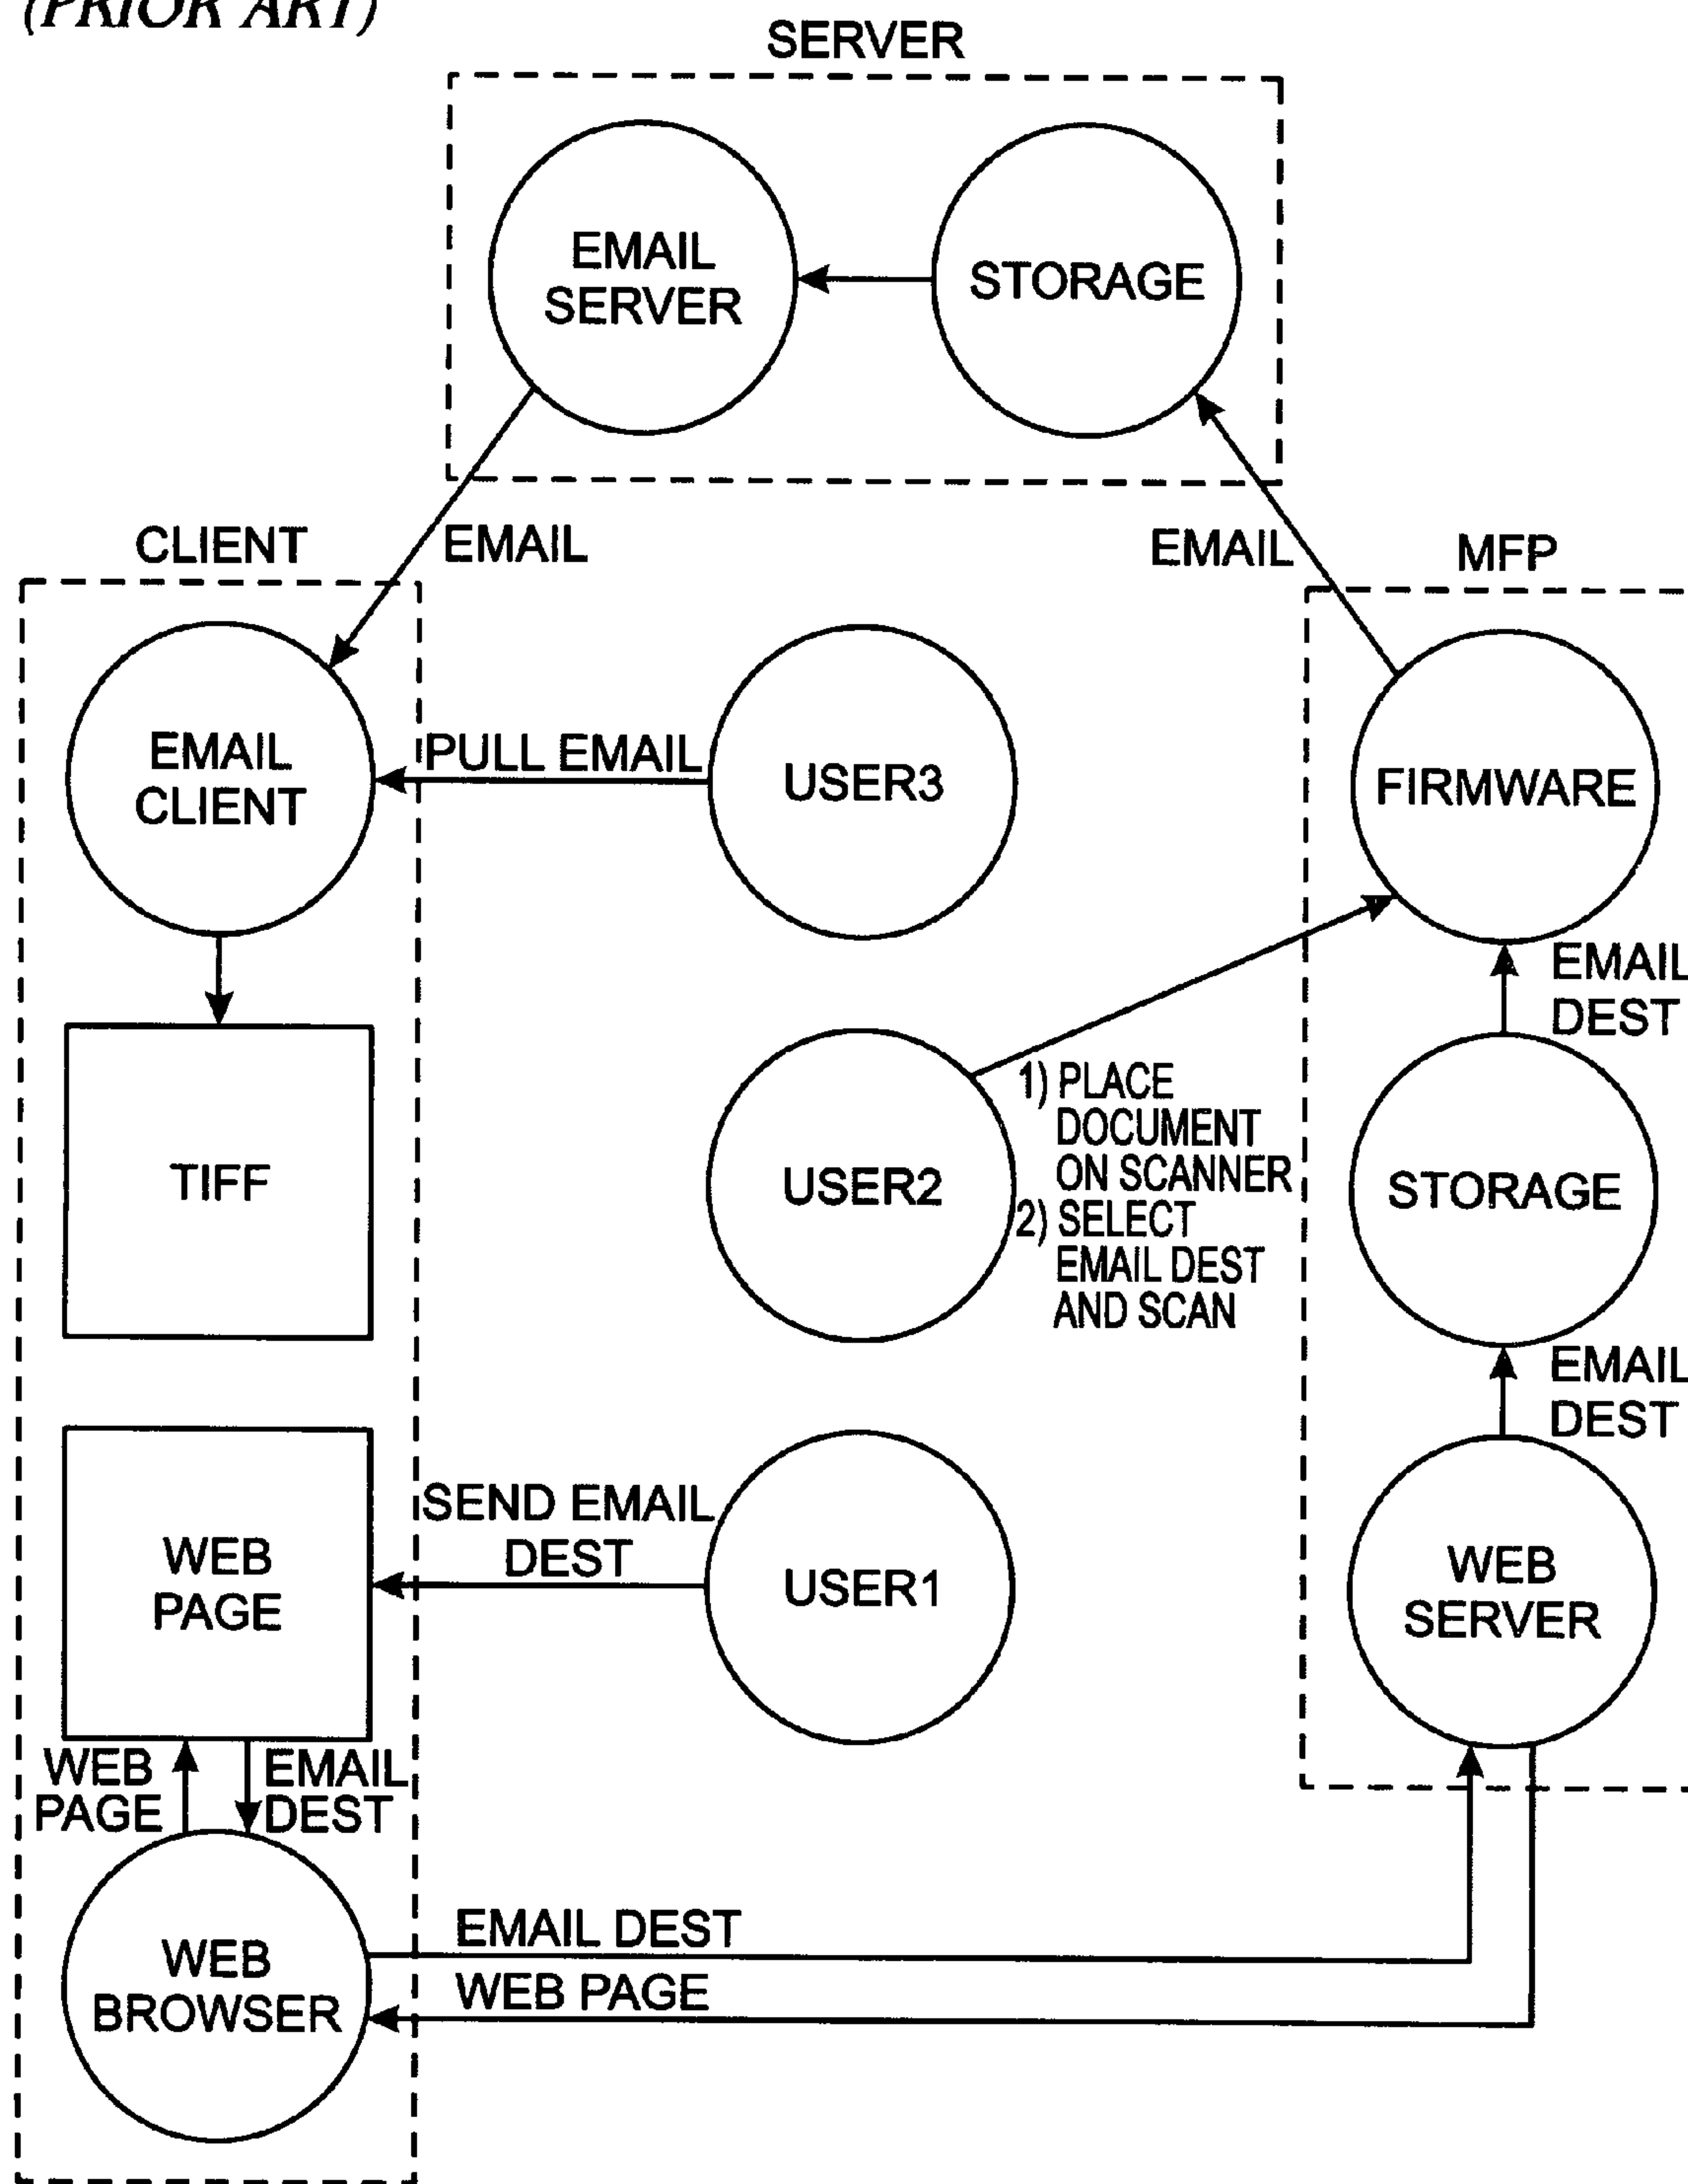 (PRIOR ART)
SERVER
EMAIL
SERVER
STORAGE
EMAIL
EMAIL
CLIENT
MFP
EMAIL
CLIENT
PULL EMAIL
USER3
FIRMWARE
EMAIL
DEST
TIFF
USER2
1) PLACE
DOCUMENT
ON SCANNER
2) SELECT
EMAIL DEST
AND SCAN
STORAGE
EMAIL
DEST
WEB
PAGE
SEND EMAIL
DEST
USER1
WEB
SERVER
WEB
PAGE
EMAIL
DEST
WEB
BROWSER
EMAIL DEST
WEB PAGE